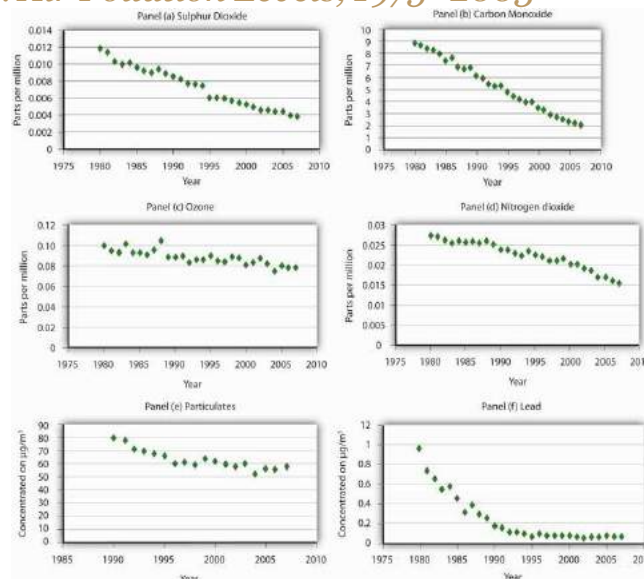 Pollution Levels,
Panel (a) Sulphur Dioxide
Parts per million
0.014
0.012
0.010
0.008
0.006
0.004
0.002
0
1975 1980 1985 1990 1995 2000 2005 2010
Year
Panel (b) Carbon Monoxide
Parts per million
10
9
8
7
6
5
4
3
2
1
0
1975 1980 1985 1990 1995 2000 2005 2010
Year
Panel (c) Ozone
Parts per million
0.12
0.10
0.08
0.06
0.04
0.02
0
1975 1980 1985 1990 1995 2000 2005 2010
Year
Panel (d) Nitrogen dioxide
Parts per million
0.03
0.025
0.02
0.015
0.01
0.005
0
1975 1980 1985 1990 1995 2000 2005 2010
Year
Panel (e) Particulates
Concentrated on µg/m³
90
80
70
60
50
40
30
20
10
0
1985 1990 1995 2000 2005 2010
Year
Panel (f) Lead
Concentrated on µg/m³
1.2
1
0.8
0.6
0.4
0.2
0
1975 1980 1985 1990 1995 2000 2005
Year